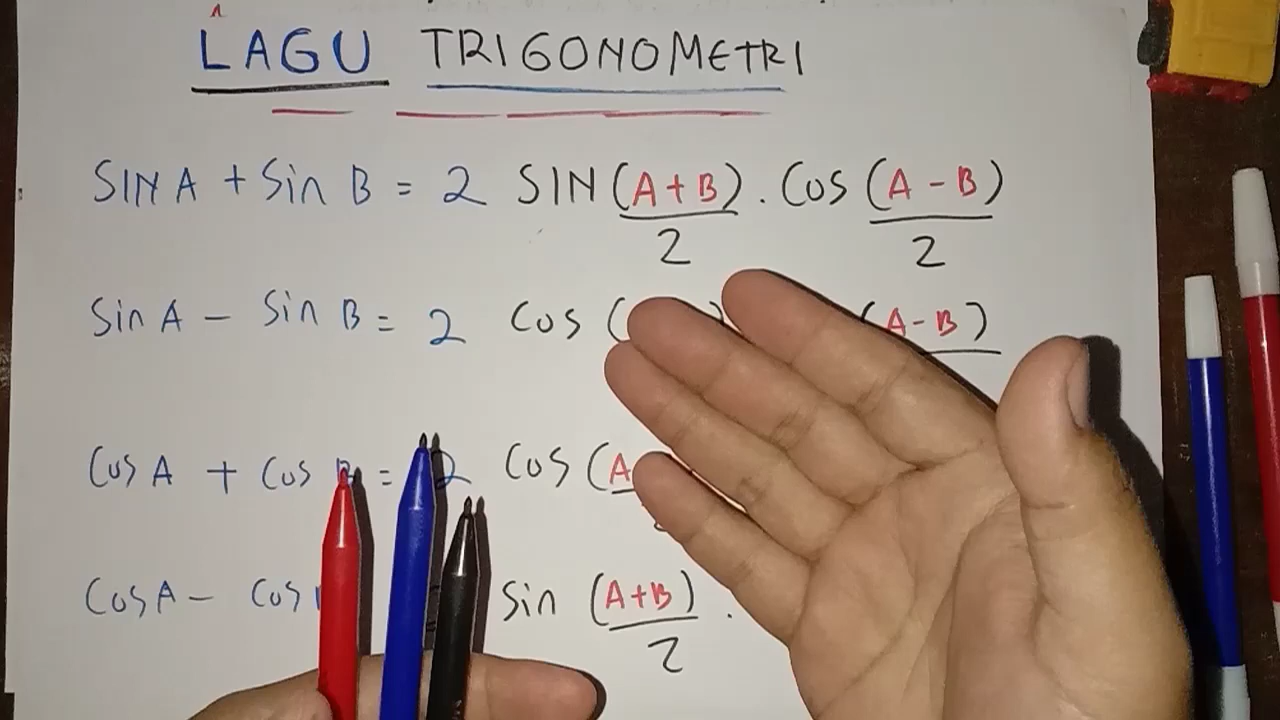 LAGU TRIGONOMETRI
SIN A + Sin B = 2 SIN (A + B) . Cos (A - B)
2 2
Sin A - Sin B = 2 Cos ( (A - B)
Cos A + Cos B = 2 Cos (A
Cos A - Cos sin (A+B) .
2